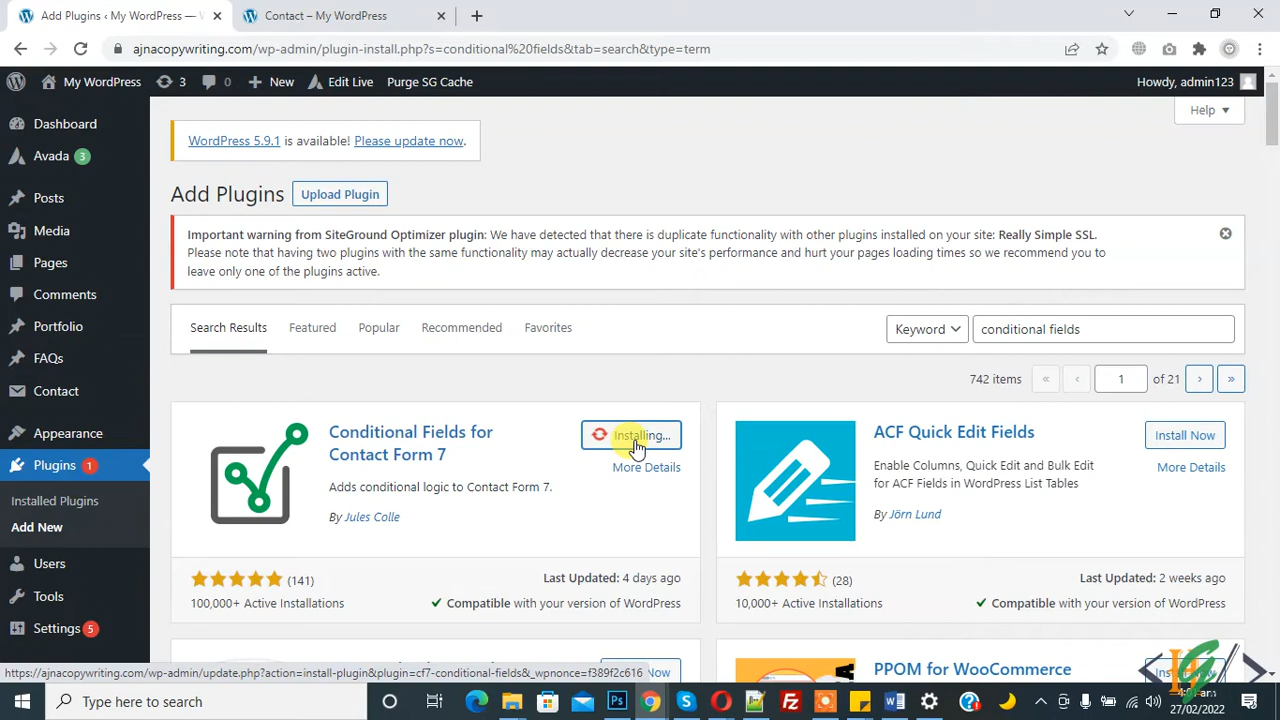 Add Plugins ‹ My WordPress —
Contact – My WordPress
ajnacopywriting.com/wp-admin/plugin-install.php?s=conditional%20fields&tab=search&type=term
My WordPress
3
0
New
Edit Live
Purge SG Cache
Howdy, admin123
Dashboard
Avada 3
Posts
Media
Pages
Comments
Portfolio
FAQs
Contact
Appearance
Plugins 1
Installed Plugins
Add New
Users
Tools
Settings 5
Help
WordPress 5.9.1 is available! Please update now.
Add Plugins
Upload Plugin
Important warning from SiteGround Optimizer plugin: We have detected that there is duplicate functionality with other plugins installed on your site: Really Simple SSL.
Please note that having two plugins with the same functionality may actually decrease your site's performance and hurt your pages loading times so we recommend you to
leave only one of the plugins active.
Search Results
Featured
Popular
Recommended
Favorites
Keyword
conditional fields
742 items
«
‹
1
of 21
›
»
Conditional Fields for
Contact Form 7
Installing...
More Details
Adds conditional logic to Contact Form 7.
By Jules Colle
(141)
Last Updated: 4 days ago
100,000+ Active Installations
Compatible with your version of WordPress
ACF Quick Edit Fields
Install Now
More Details
Enable Columns, Quick Edit and Bulk Edit
for ACF Fields in WordPress List Tables
By Jörn Lund
(28)
Last Updated: 2 weeks ago
10,000+ Active Installations
Compatible with your version of WordPress
Now
PPOM for WooCommerce
https://ajnacopywriting.com/wp-admin/update.php?action=install-plugin&plugin=cf7-conditional-fields&_wpnonce=f389f2c616
Type here to search
4:01 am
27/02/2022